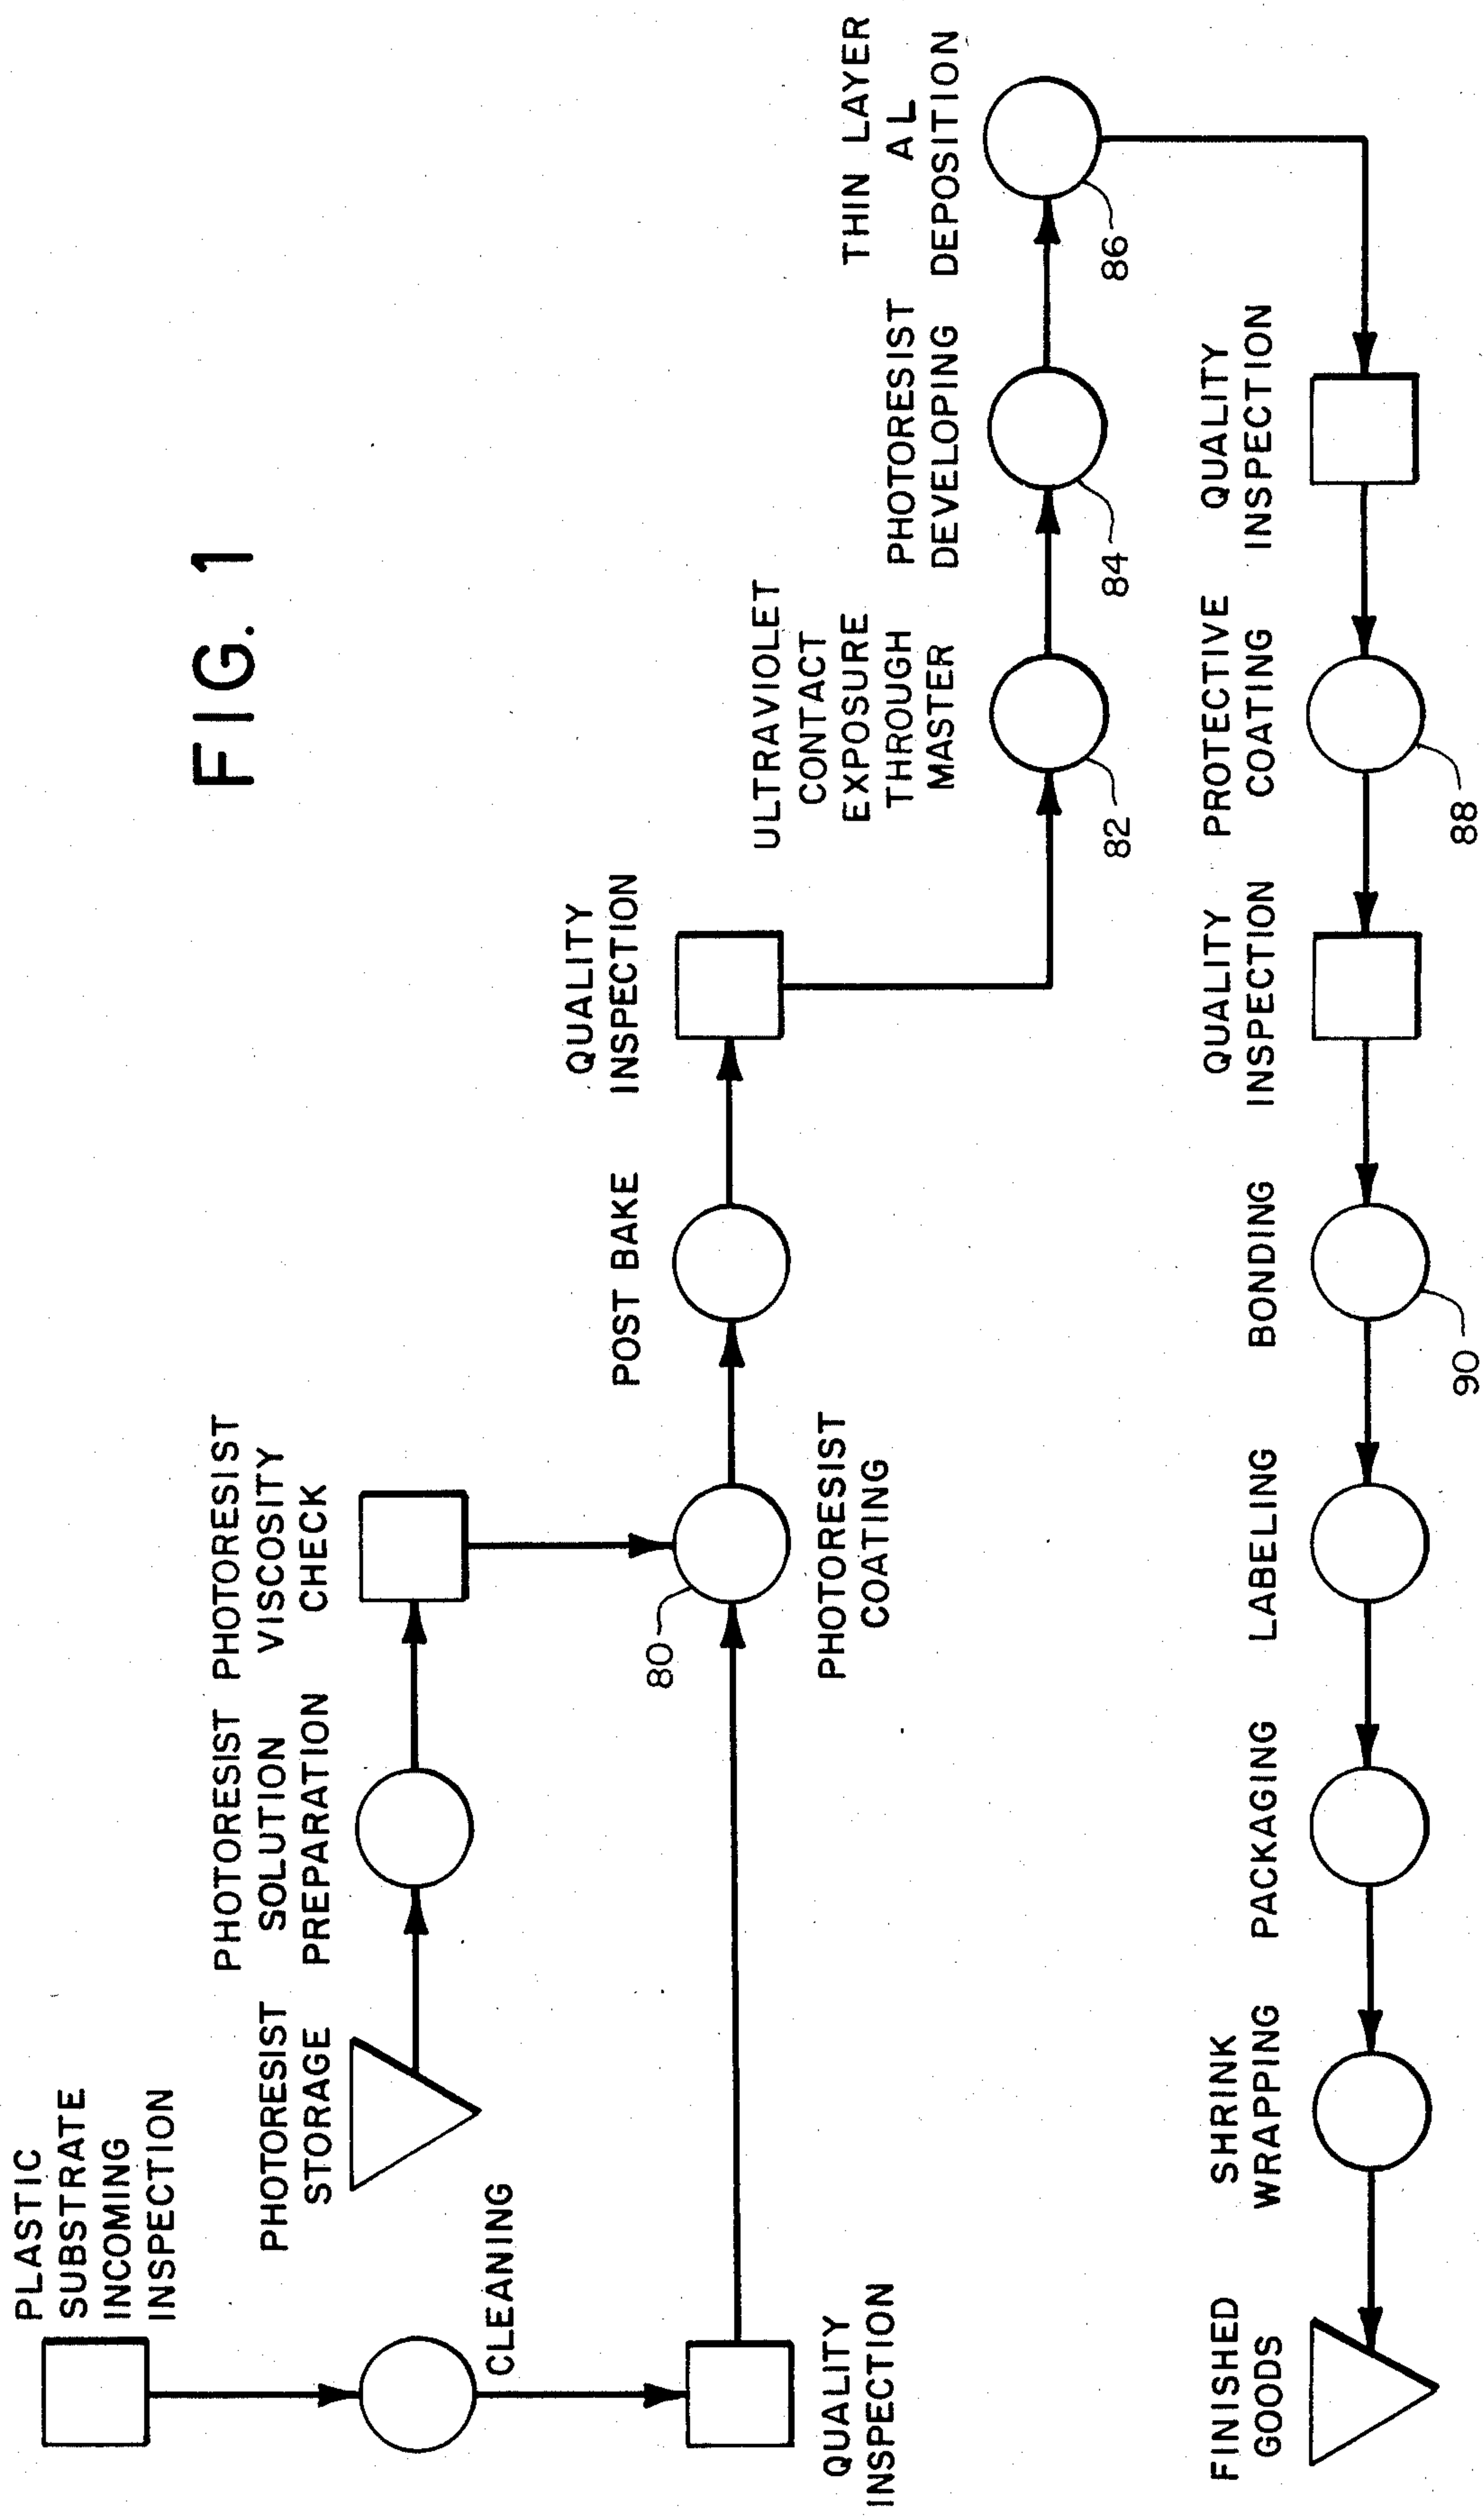 FIG. 1
PLASTIC
SUBSTRATE
INCOMING
INSPECTION
CLEANING
QUALITY
INSPECTION
PHOTORESIST
STORAGE
PHOTORESIST
SOLUTION
PREPARATION
PHOTORESIST
VISCOSITY
CHECK
80
PHOTORESIST
COATING
POST BAKE
QUALITY
INSPECTION
ULTRAVIOLET
CONTACT
EXPOSURE
THROUGH
MASTER
82
PHOTORESIST
DEVELOPING
84
THIN LAYER
AL
DEPOSITION
86
QUALITY
INSPECTION
PROTECTIVE
COATING
88
QUALITY
INSPECTION
BONDING
90
LABELING
PACKAGING
SHRINK
WRAPPING
FINISHED
GOODS